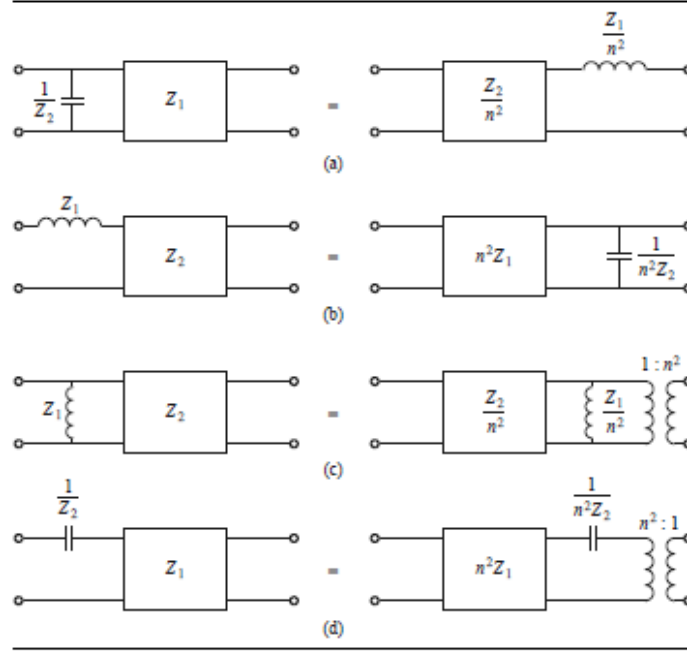 Z₁/n²
1/Z₂
Z₁
=
Z₂/n²
(a)
Z₁
Z₂
=
n²Z₁
1/n²Z₂
(b)
1 : n²
Z₁
Z₂
=
Z₂/n²
Z₁/n²
(c)
1/Z₂
1/n²Z₂
n² : 1
Z₁
=
n²Z₁
(d)